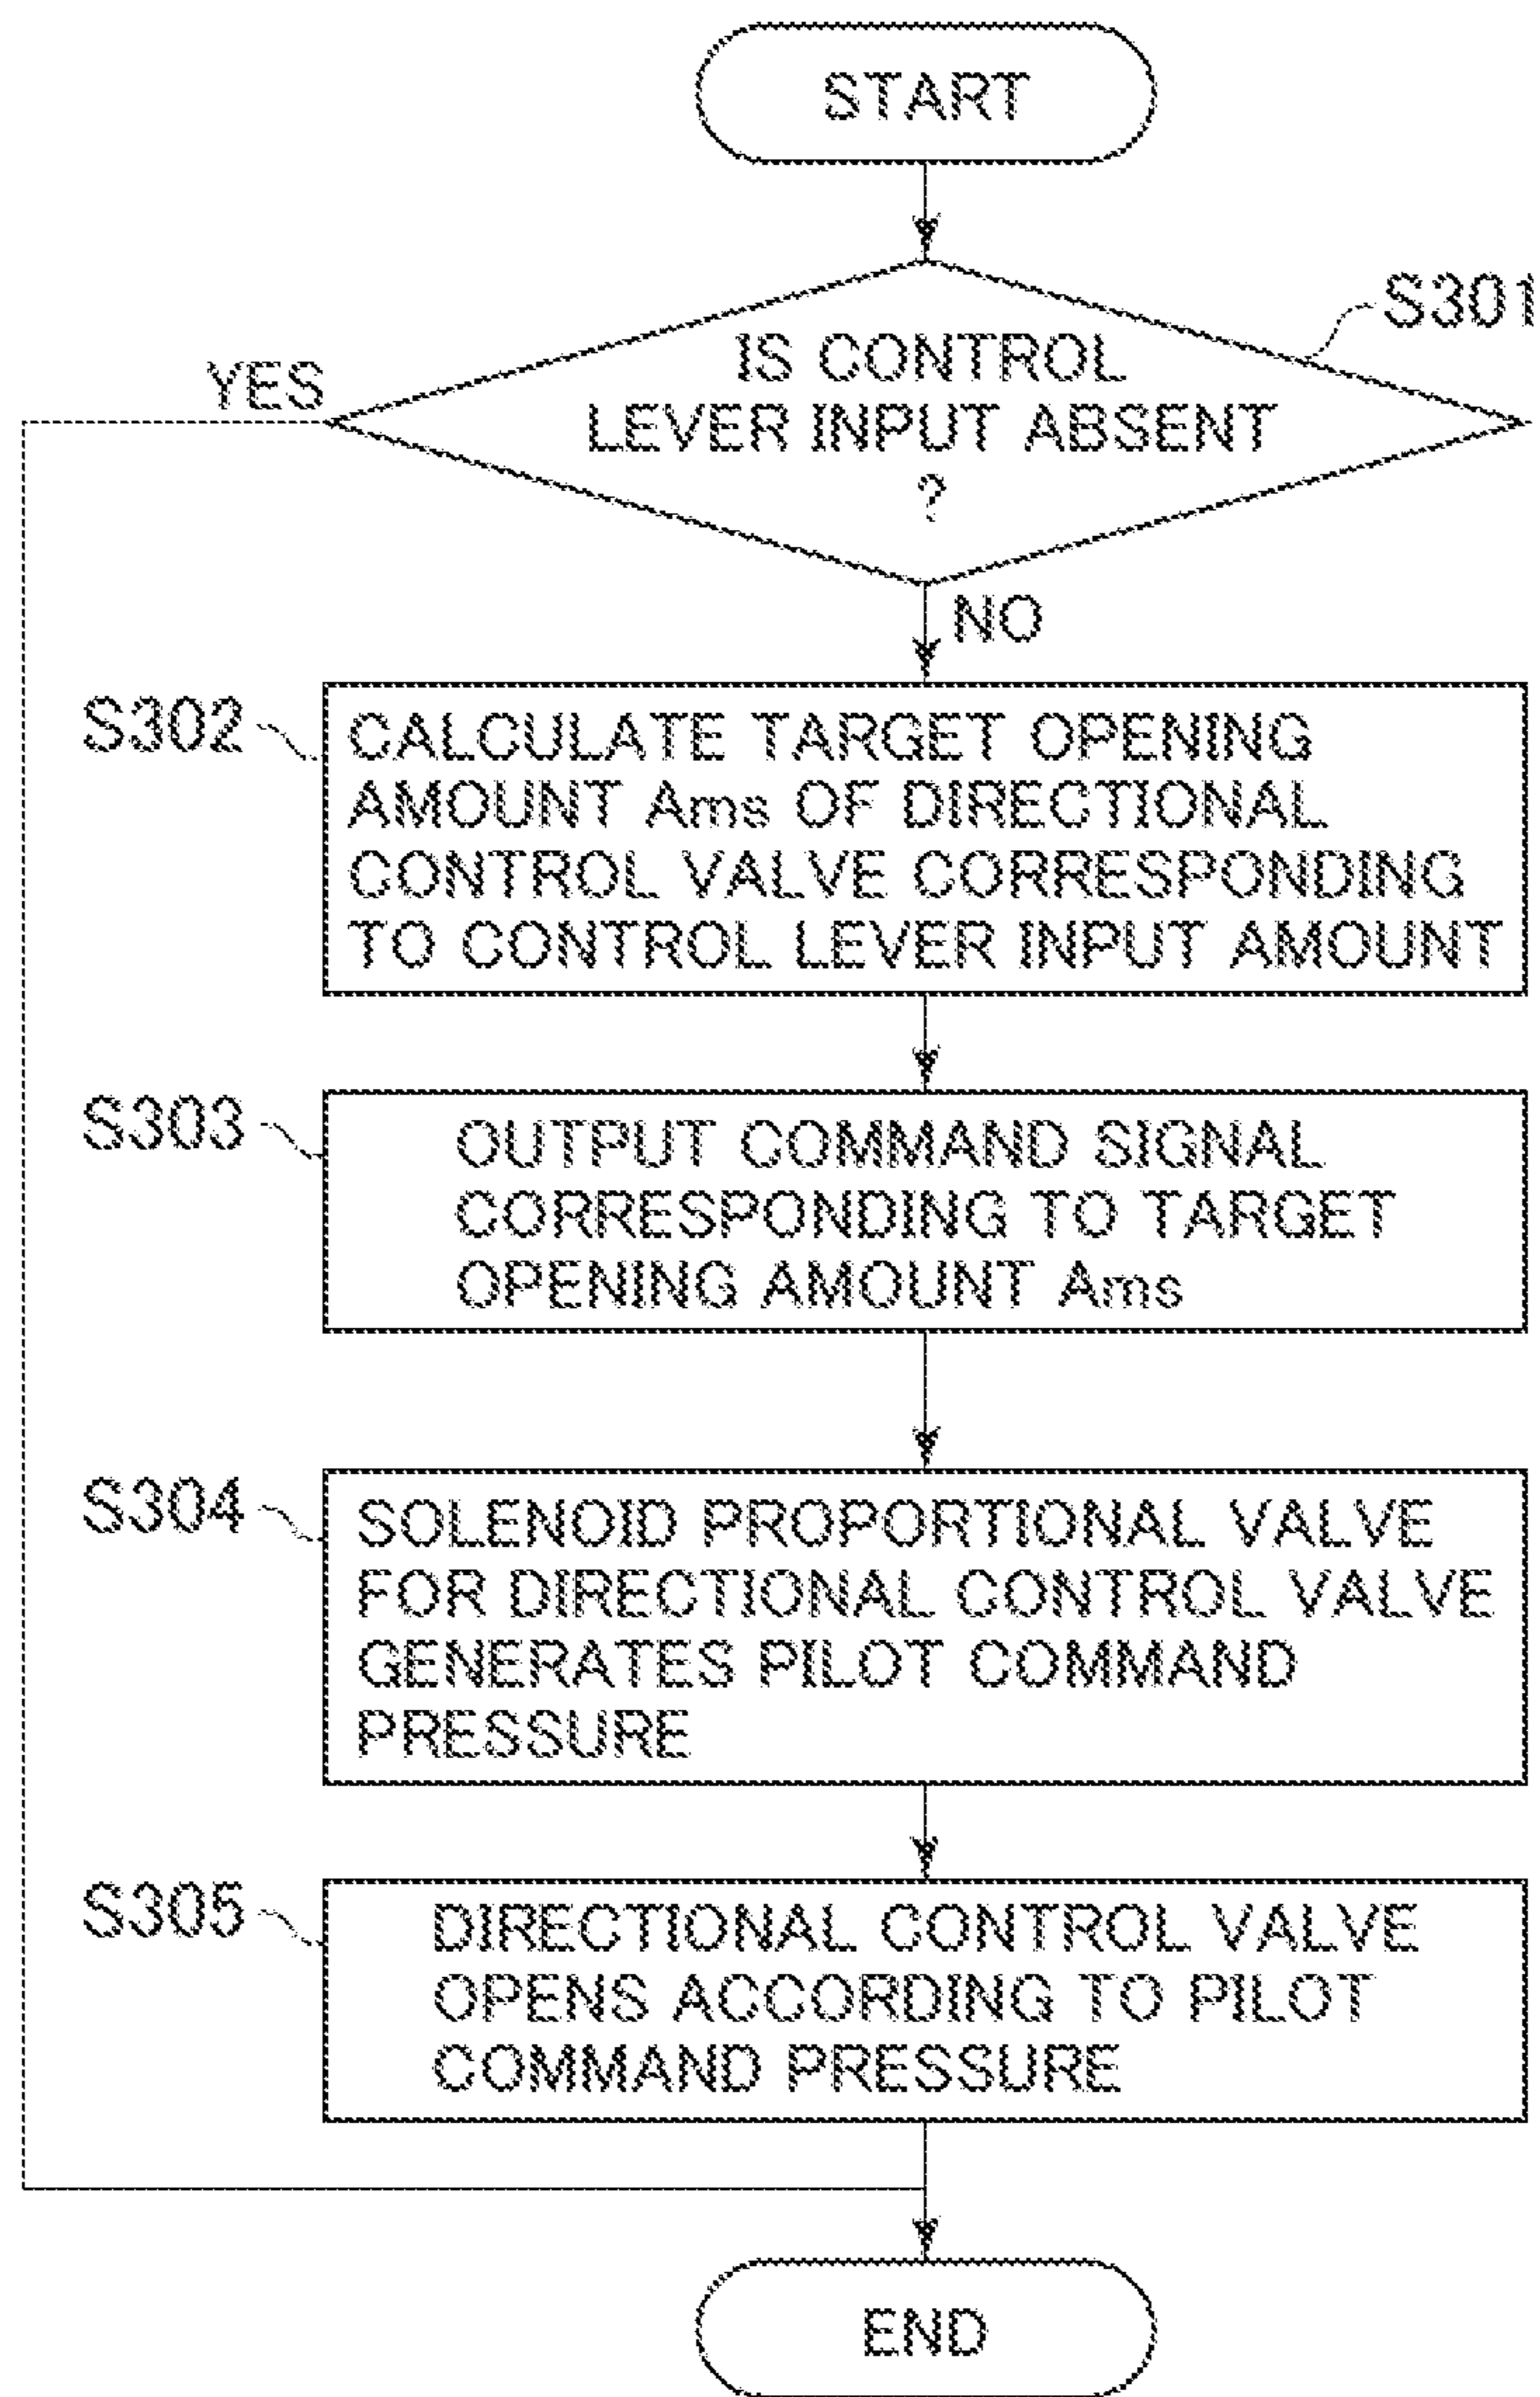 START
S301
IS CONTROL
LEVER INPUT ABSENT
?
YES
NO
S302
CALCULATE TARGET OPENING
AMOUNT Ams OF DIRECTIONAL
CONTROL VALVE CORRESPONDING
TO CONTROL LEVER INPUT AMOUNT
S303
OUTPUT COMMAND SIGNAL
CORRESPONDING TO TARGET
OPENING AMOUNT Ams
S304
SOLENOID PROPORTIONAL VALVE
FOR DIRECTIONAL CONTROL VALVE
GENERATES PILOT COMMAND
PRESSURE
S305
DIRECTIONAL CONTROL VALVE
OPENS ACCORDING TO PILOT
COMMAND PRESSURE
END